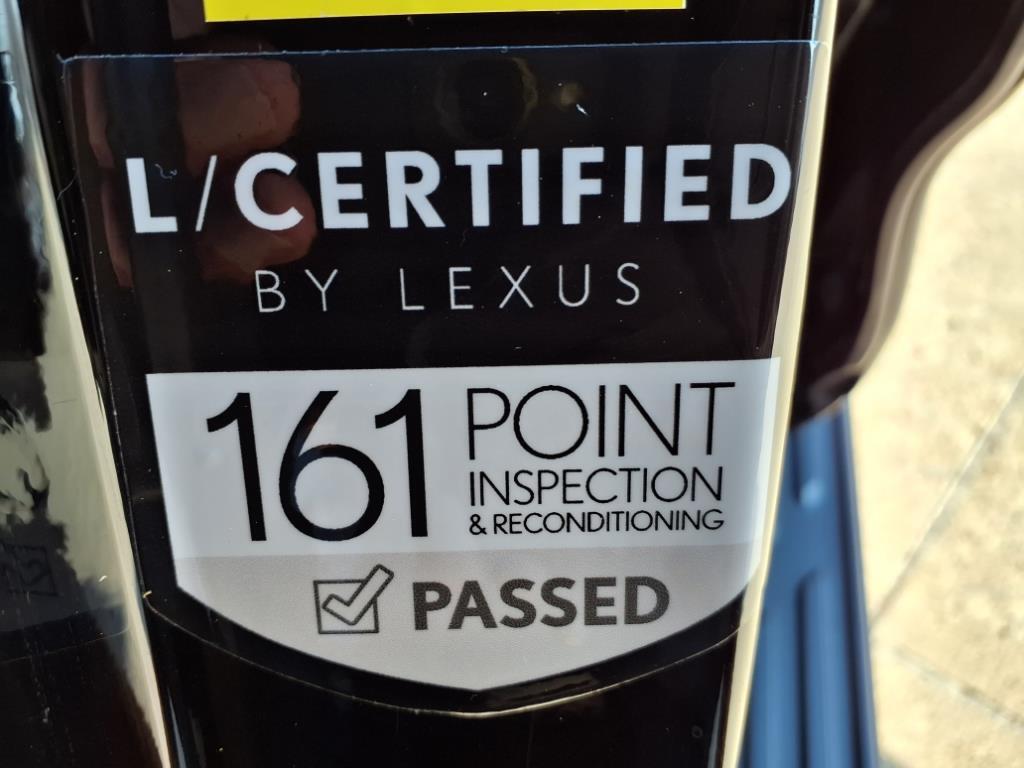 L/CERTIFIED
BY LEXUS
161 POINT
INSPECTION
& RECONDITIONING
PASSED